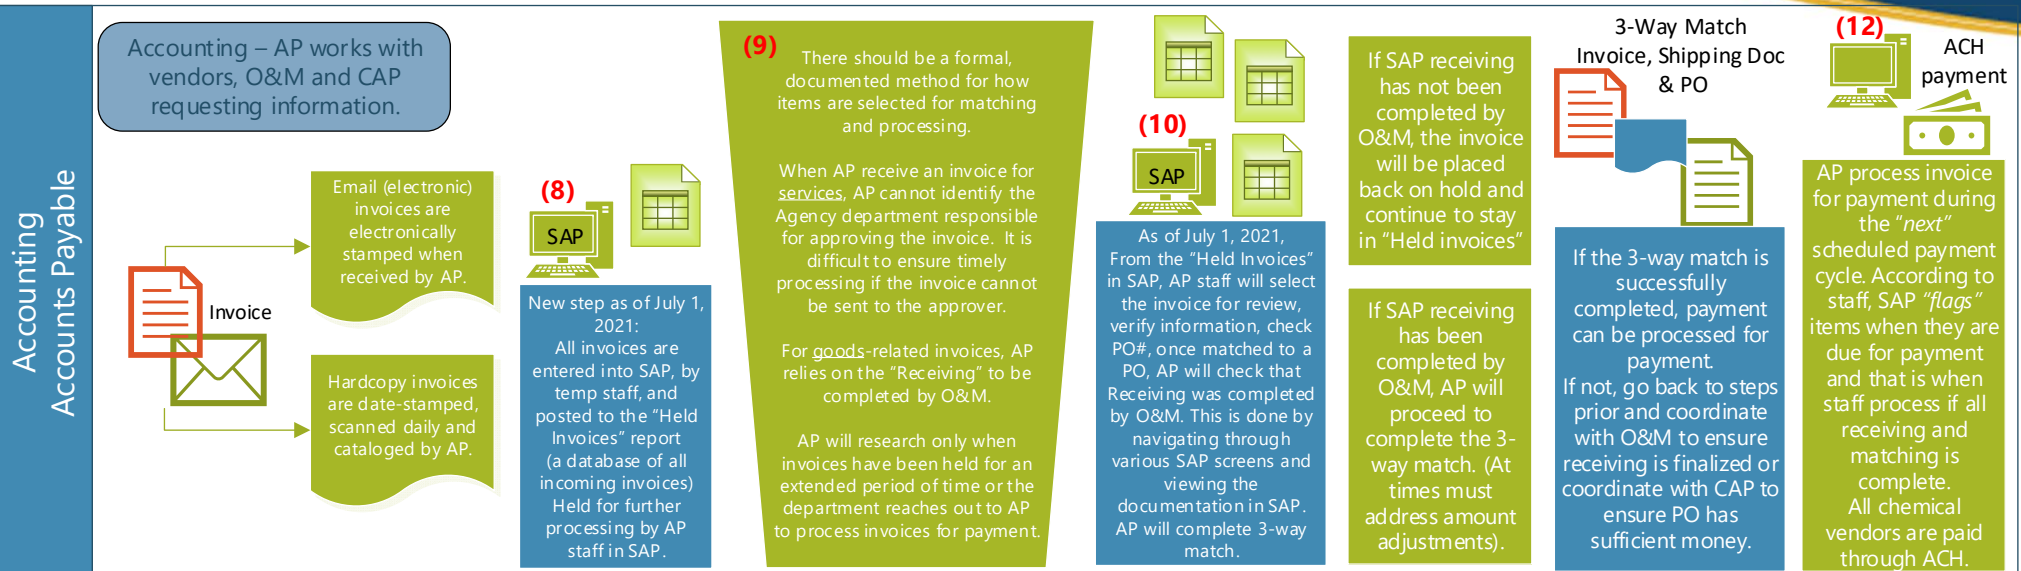 Accounting
Accounts Payable
Accounting – AP works with
vendors, O&M and CAP
requesting information.
Invoice
Email (electronic)
invoices are
electronically
stamped when
received by AP.
Hardcopy invoices
are date-stamped,
scanned daily and
cataloged by AP.
(8)
SAP
New step as of July 1,
2021:
All invoices are
entered into SAP, by
temp staff, and
posted to the “Held
Invoices” report
(a database of all
incoming invoices)
Held for further
processing by AP
staff in SAP.
(9)
There should be a formal,
documented method for how
items are selected for matching
and processing.
When AP receive an invoice for
services, AP cannot identify the
Agency department responsible
for approving the invoice. It is
difficult to ensure timely
processing if the invoice cannot
be sent to the approver.
For goods-related invoices, AP
relies on the “Receiving” to be
completed by O&M.
AP will research only when
invoices have been held for an
extended period of time or the
department reaches out to AP
to process invoices for payment.
(10)
SAP
As of July 1, 2021,
From the “Held Invoices”
in SAP, AP staff will select
the invoice for review,
verify information, check
PO#, once matched to a
PO, AP will check that
Receiving was completed
by O&M. This is done by
navigating through
various SAP screens and
viewing the
documentation in SAP.
AP will complete 3-way
match.
If SAP receiving
has not been
completed by
O&M, the invoice
will be placed
back on hold and
continue to stay
in “Held invoices”
If SAP receiving
has been
completed by
O&M, AP will
proceed to
complete the 3-
way match. (At
times must
address amount
adjustments).
3-Way Match
Invoice, Shipping Doc
& PO
If the 3-way match is
successfully
completed, payment
can be processed for
payment.
If not, go back to steps
prior and coordinate
with O&M to ensure
receiving is finalized or
coordinate with CAP to
ensure PO has
sufficient money.
(12)
ACH
payment
AP process invoice
for payment during
the “next”
scheduled payment
cycle. According to
staff, SAP “flags”
items when they are
due for payment
and that is when
staff process if all
receiving and
matching is
complete.
All chemical
vendors are paid
through ACH.